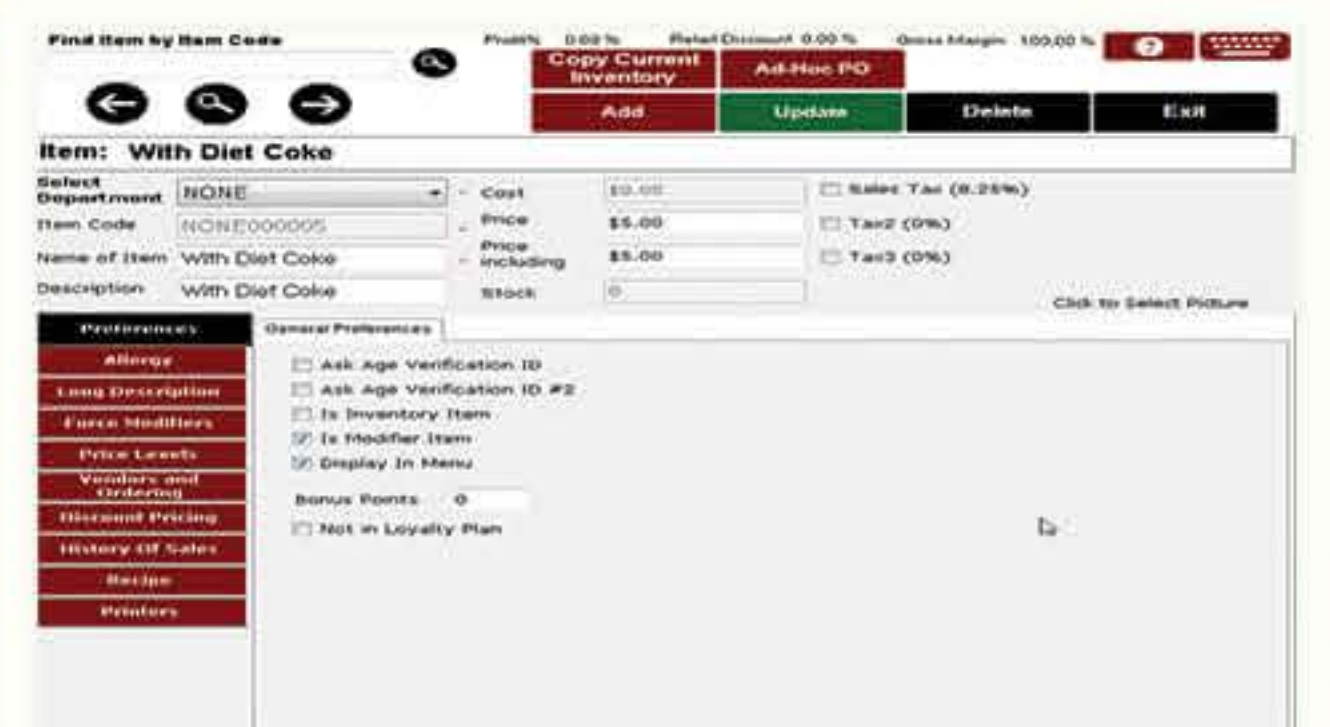 Find Item by Item Code
Profit% 0.00 % Retail Discount 0.00 % Gross Margin 100.00 %
?
Copy Current Inventory
Ad-Hoc PO
Add
Update
Delete
Exit
Item: With Diet Coke
Select Department NONE
Cost $0.00
Sales Tax (8.25%)
Item Code NONE000005
Price $5.00
Tax2 (0%)
Name of Item With Diet Coke
Price including $5.00
Tax3 (0%)
Description With Diet Coke
Stock 0
Click to Select Picture
Preferences
General Preferences
Allergy
Long Description
Force Modifiers
Price Levels
Vendors and Ordering
Discount Pricing
History Of Sales
Recipe
Printers
Ask Age Verification ID
Ask Age Verification ID #2
Is Inventory Item
Is Modifier Item
Display In Menu
Bonus Points 0
Not in Loyalty Plan